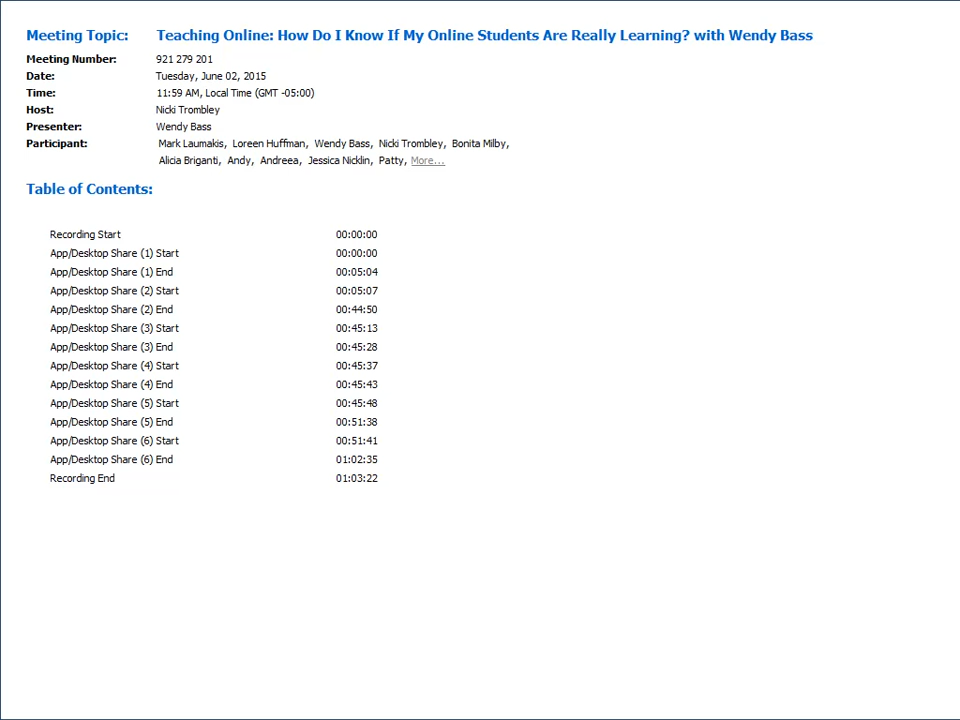 Meeting Topic: Teaching Online: How Do I Know If My Online Students Are Really Learning? with Wendy Bass
Meeting Number: 921 279 201
Date: Tuesday, June 02, 2015
Time: 11:59 AM, Local Time (GMT -05:00)
Host: Nicki Trombley
Presenter: Wendy Bass
Participant: Mark Laumakis, Loreen Huffman, Wendy Bass, Nicki Trombley, Bonita Milby,
Alicia Briganti, Andy, Andreea, Jessica Nicklin, Patty, More...
Table of Contents:
Recording Start 00:00:00
App/Desktop Share (1) Start 00:00:00
App/Desktop Share (1) End 00:05:04
App/Desktop Share (2) Start 00:05:07
App/Desktop Share (2) End 00:44:50
App/Desktop Share (3) Start 00:45:13
App/Desktop Share (3) End 00:45:28
App/Desktop Share (4) Start 00:45:37
App/Desktop Share (4) End 00:45:43
App/Desktop Share (5) Start 00:45:48
App/Desktop Share (5) End 00:51:38
App/Desktop Share (6) Start 00:51:41
App/Desktop Share (6) End 01:02:35
Recording End 01:03:22